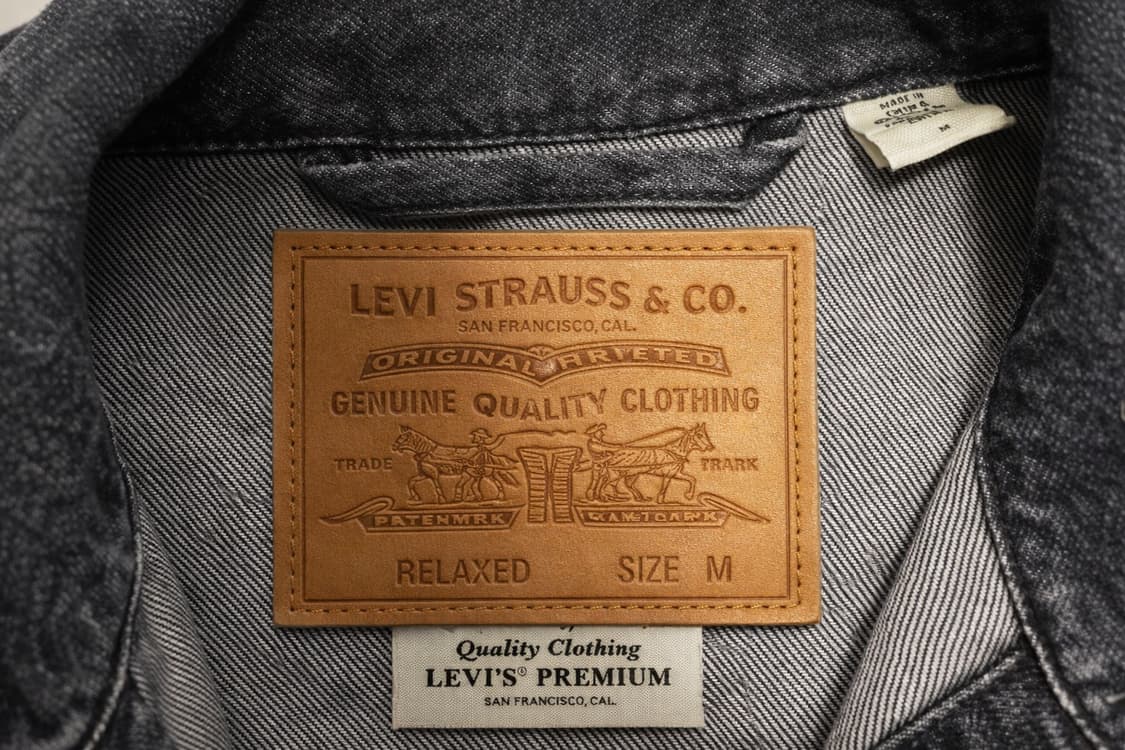 MADE IN
M
LEVI STRAUSS & CO.
SAN FRANCISCO, CAL.
ORIGINAL
GENUINE QUALITY CLOTHING
TRADE TRARK
PATENMRK
RELAXED SIZE M
Quality Clothing
LEVI'S® PREMIUM
SAN FRANCISCO, CAL.